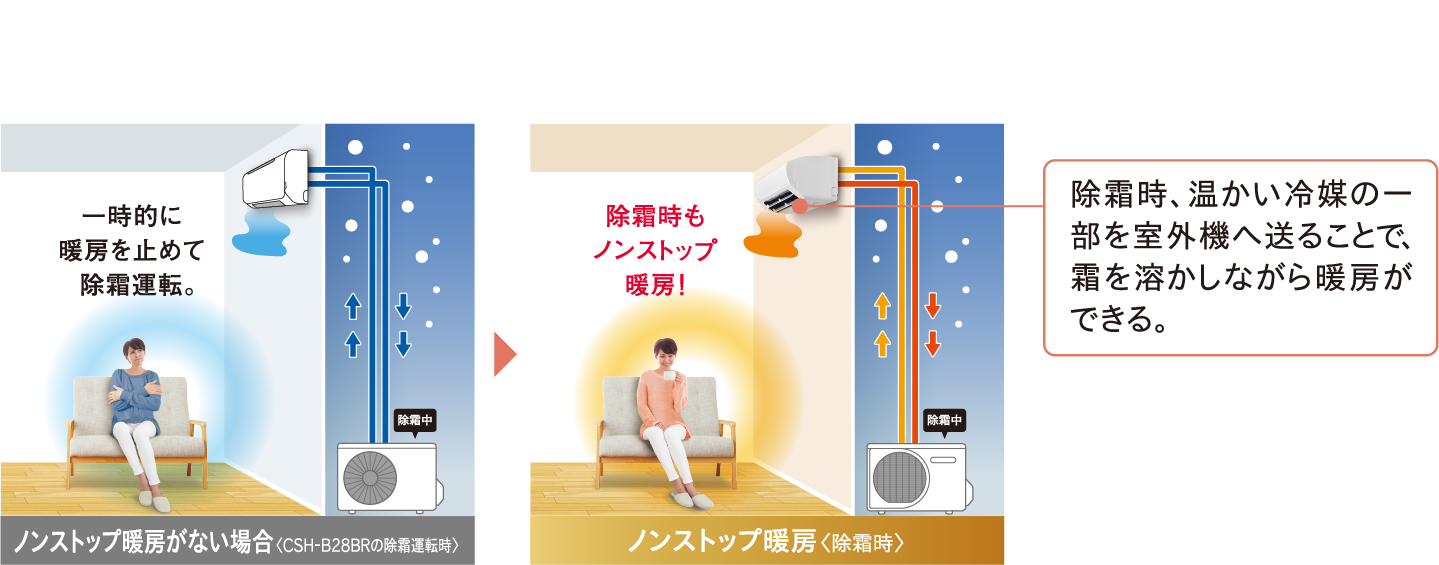 一時的に
暖房を止めて
除霜運転。
除霜中
ノンストップ暖房がない場合〈CSH-B28BRの除霜運転時〉
除霜時も
ノンストップ
暖房！
除霜中
ノンストップ暖房〈除霜時〉
除霜時、温かい冷媒の一
部を室外機へ送ることで、
霜を溶かしながら暖房が
できる。